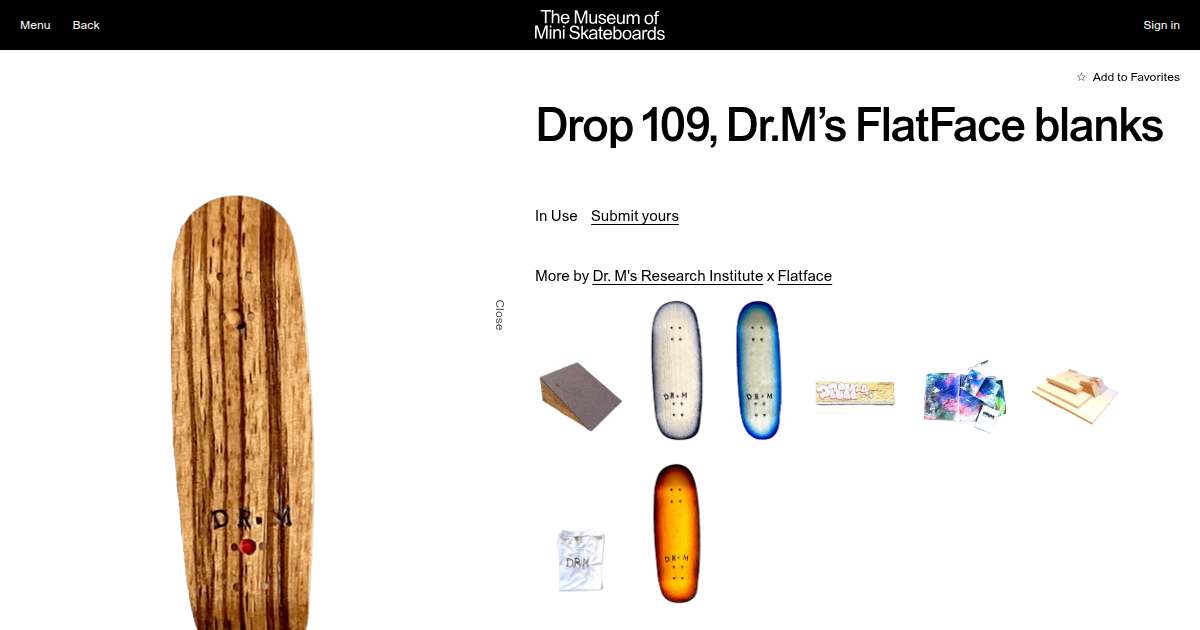 Menu
Back
The Museum of
Mini Skateboards
Sign in
☆ Add to Favorites
Drop 109, Dr.M’s FlatFace blanks
In Use Submit yours
More by Dr. M's Research Institute x Flatface
Close
DR.M
DR.M
DR.M
DR.M
DR.M